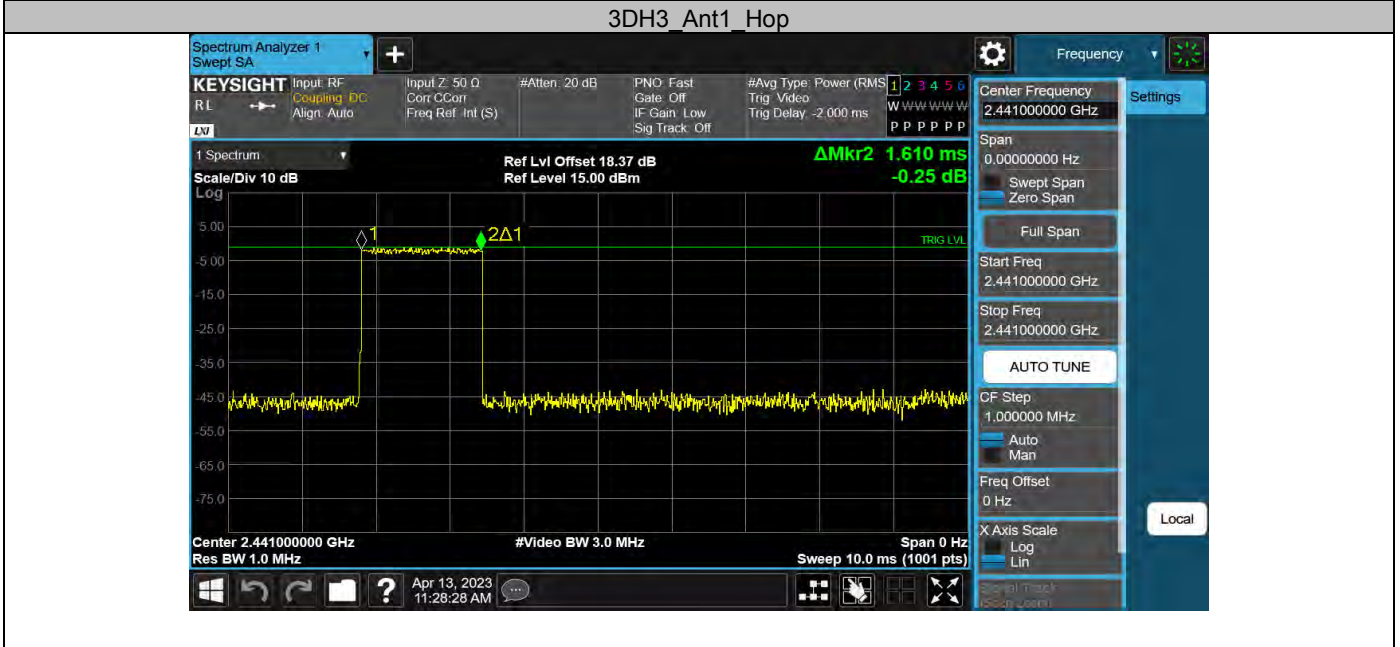 3DH3_Ant1_Hop
Spectrum Analyzer 1
Swept SA
+
Frequency
KEYSIGHT
RL
LXI
Input: RF
Coupling: DC
Align: Auto
Input Z: 50 Ω
Corr CCorr
Freq Ref: Int (S)
#Atten: 20 dB
PNO: Fast
Gate: Off
IF Gain: Low
Sig Track: Off
#Avg Type: Power (RMS
Trig: Video
Trig Delay: -2.000 ms
1 2 3 4 5 6
W W W W W W
P P P P P P
1 Spectrum
Scale/Div 10 dB
Log
Ref Lvl Offset 18.37 dB
Ref Level 15.00 dBm
ΔMkr2 1.610 ms
-0.25 dB
5.00
-5.00
-15.0
-25.0
-35.0
-45.0
-55.0
-65.0
-75.0
1
2Δ1
TRIG LVL
Center 2.441000000 GHz
Res BW 1.0 MHz
#Video BW 3.0 MHz
Span 0 Hz
Sweep 10.0 ms (1001 pts)
Apr 13, 2023
11:28:28 AM
?
Center Frequency
2.441000000 GHz
Settings
Span
0.00000000 Hz
Swept Span
Zero Span
Full Span
Start Freq
2.441000000 GHz
Stop Freq
2.441000000 GHz
AUTO TUNE
CF Step
1.000000 MHz
Auto
Man
Freq Offset
0 Hz
X Axis Scale
Log
Lin
Local